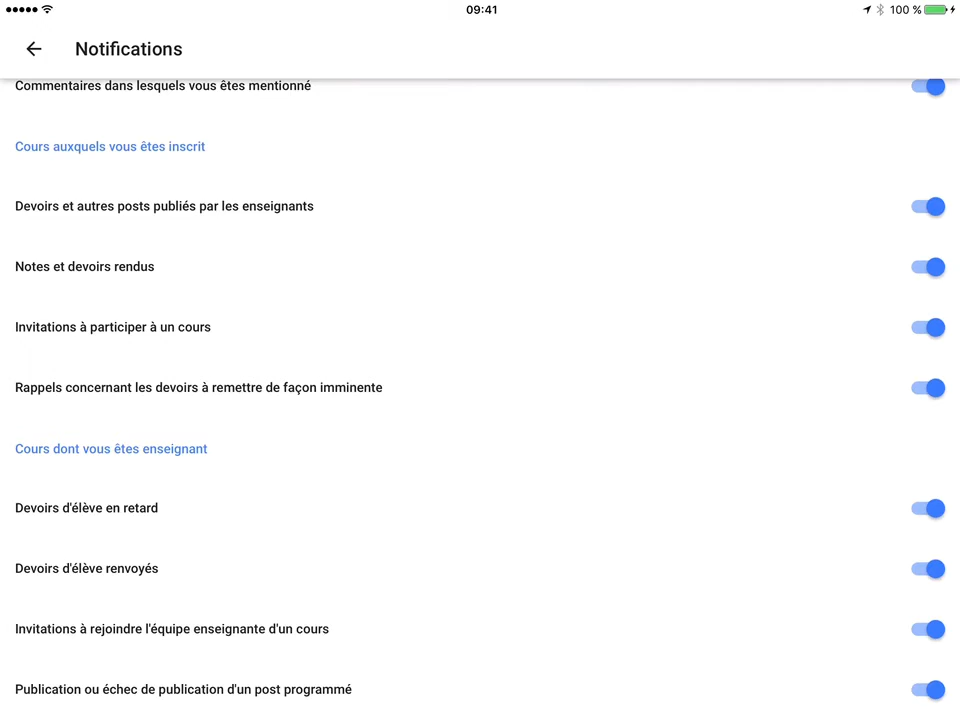 09:41
100 %
Notifications
Commentaires dans lesquels vous êtes mentionné
Cours auxquels vous êtes inscrit
Devoirs et autres posts publiés par les enseignants
Notes et devoirs rendus
Invitations à participer à un cours
Rappels concernant les devoirs à remettre de façon imminente
Cours dont vous êtes enseignant
Devoirs d'élève en retard
Devoirs d'élève renvoyés
Invitations à rejoindre l'équipe enseignante d'un cours
Publication ou échec de publication d'un post programmé